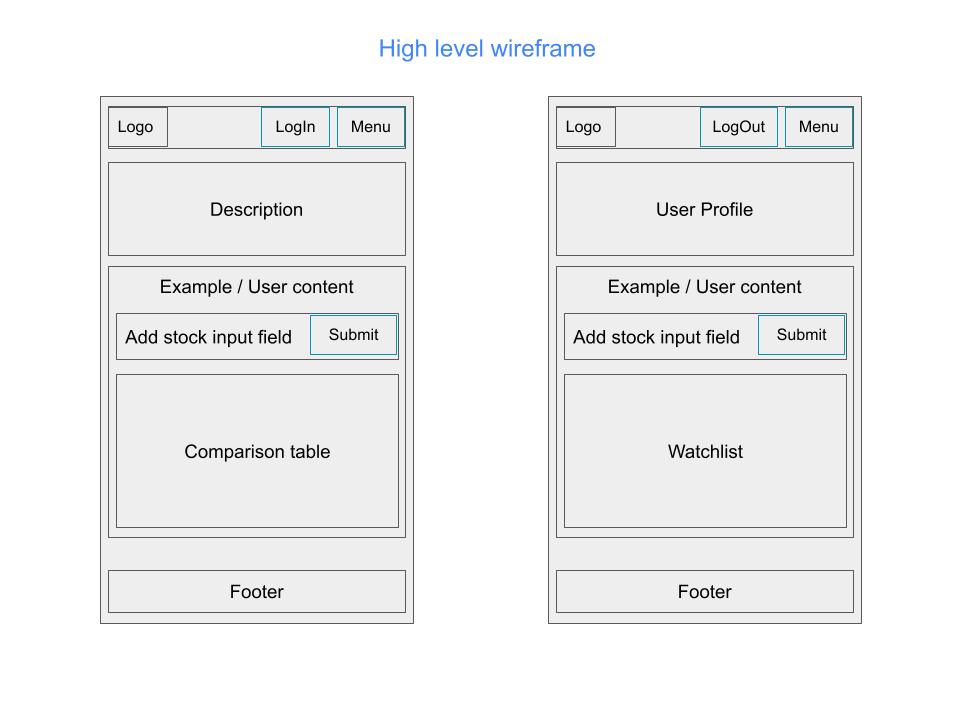 High level wireframe
Logo
LogIn
Menu
Description
Example / User content
Add stock input field
Submit
Comparison table
Footer
Logo
LogOut
Menu
User Profile
Example / User content
Add stock input field
Submit
Watchlist
Footer